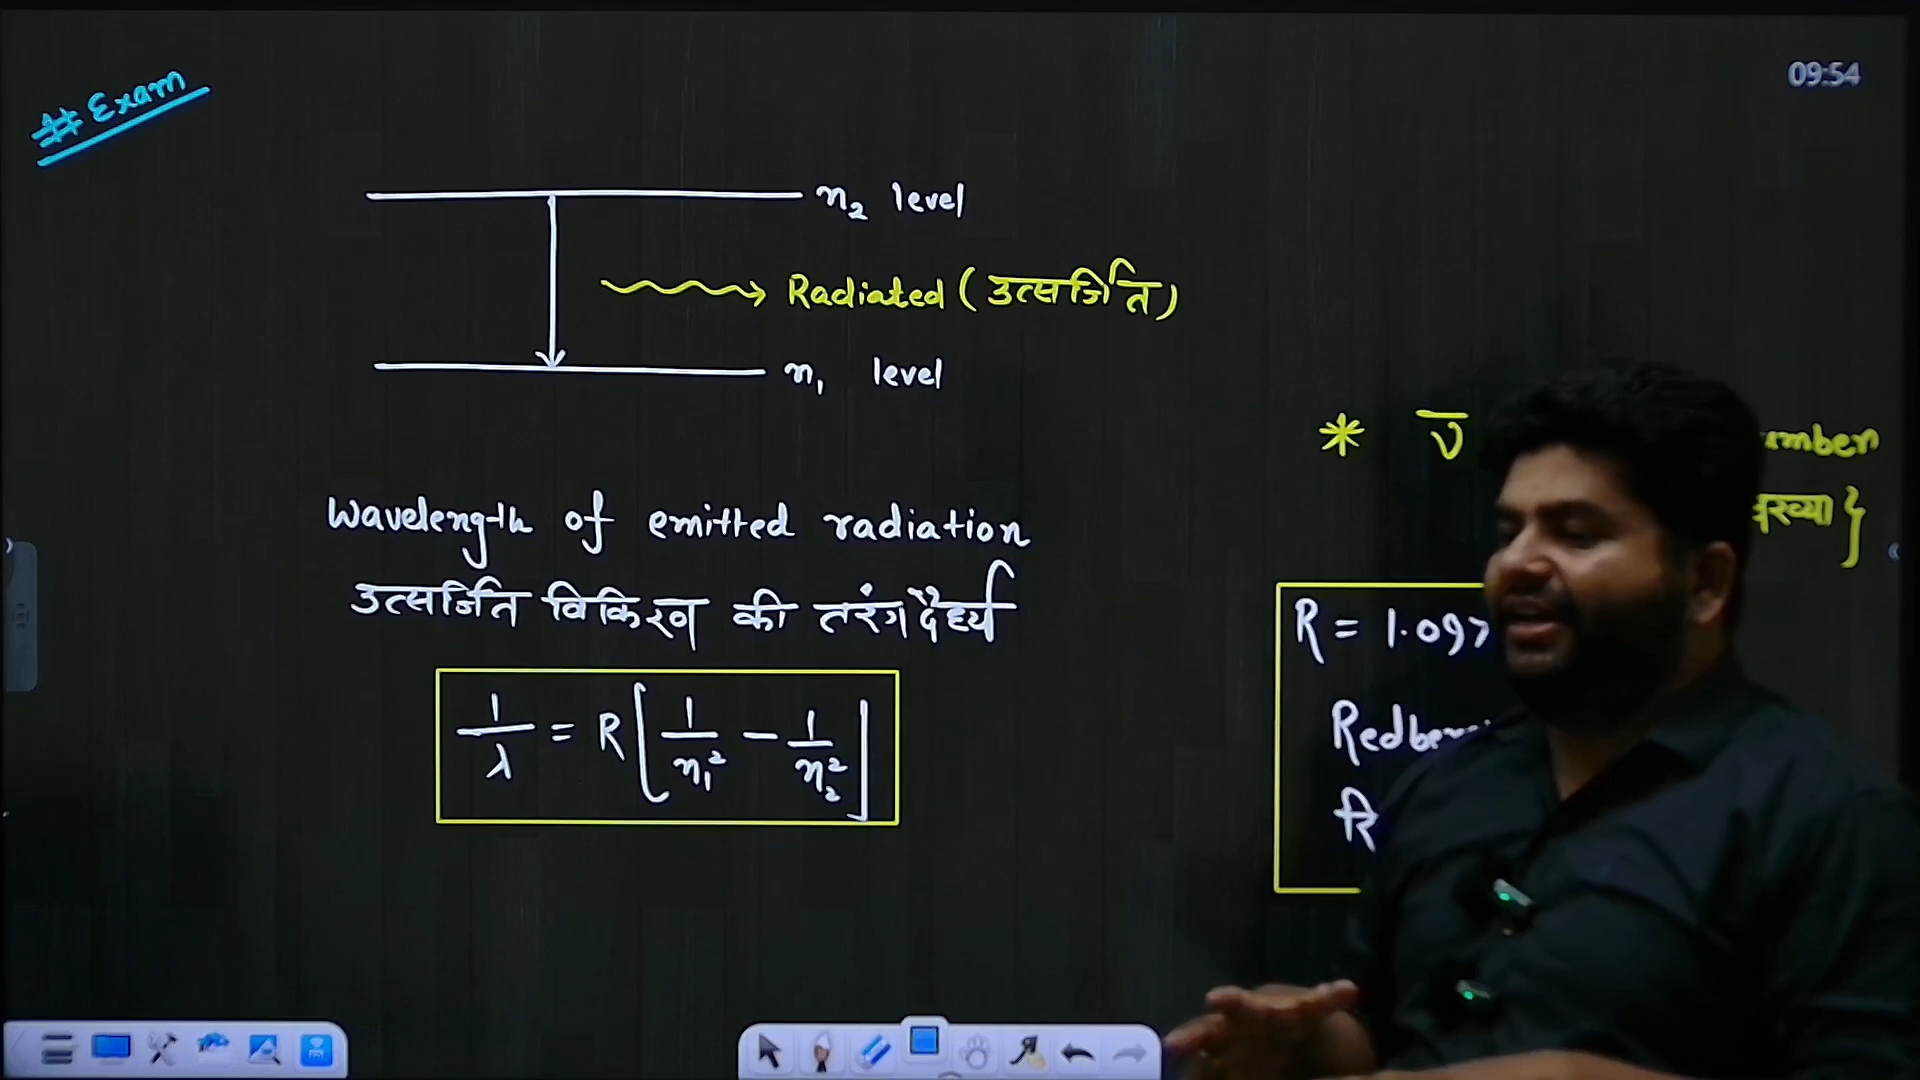 # Exam
09:54
n₂ level
Radiated (उत्सर्जित)
n₁ level
Wavelength of emitted radiation
उत्सर्जित विकिरण की तरंगदैर्ध्य
1/λ = R[1/n₁² - 1/n₂²]
* ν̄
R = 1.097